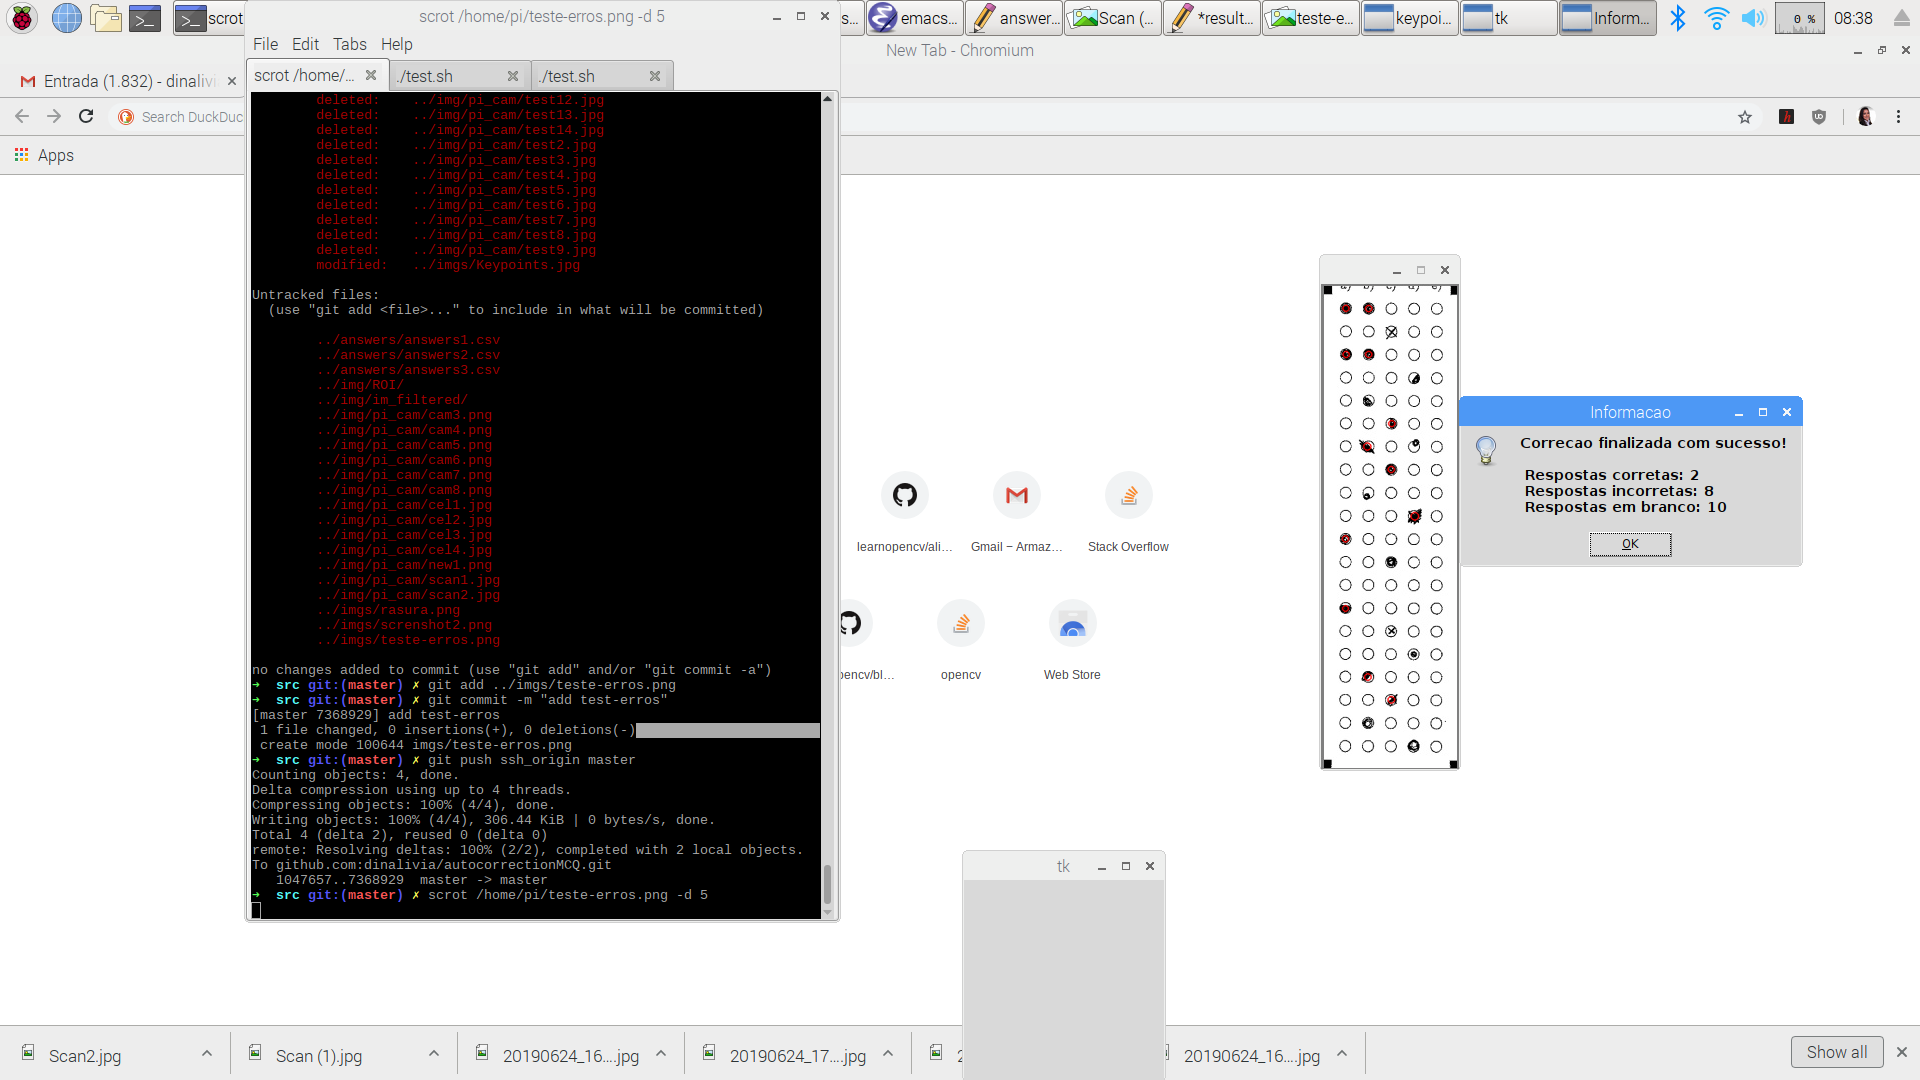 scrot
s...
emacs...
answer...
Scan (...
*result...
teste-e...
keypoi...
tk
Inform...
0 %
08:38
scrot /home/pi/teste-erros.png -d 5
New Tab - Chromium
File Edit Tabs Help
scrot /home/...
./test.sh
./test.sh
Entrada (1.832) - dinalivi
Search DuckDuc
Apps
deleted: ../img/pi_cam/test12.jpg
deleted: ../img/pi_cam/test13.jpg
deleted: ../img/pi_cam/test14.jpg
deleted: ../img/pi_cam/test2.jpg
deleted: ../img/pi_cam/test3.jpg
deleted: ../img/pi_cam/test4.jpg
deleted: ../img/pi_cam/test5.jpg
deleted: ../img/pi_cam/test6.jpg
deleted: ../img/pi_cam/test7.jpg
deleted: ../img/pi_cam/test8.jpg
deleted: ../img/pi_cam/test9.jpg
modified: ../imgs/Keypoints.jpg
Untracked files:
(use "git add <file>..." to include in what will be committed)
../answers/answers1.csv
../answers/answers2.csv
../answers/answers3.csv
../img/ROI/
../img/im_filtered/
../img/pi_cam/cam3.png
../img/pi_cam/cam4.png
../img/pi_cam/cam5.png
../img/pi_cam/cam6.png
../img/pi_cam/cam7.png
../img/pi_cam/cam8.png
../img/pi_cam/cel1.jpg
../img/pi_cam/cel2.jpg
../img/pi_cam/cel3.jpg
../img/pi_cam/cel4.jpg
../img/pi_cam/new1.png
../img/pi_cam/scan1.jpg
../img/pi_cam/scan2.jpg
../imgs/rasura.png
../imgs/screnshot2.png
../imgs/teste-erros.png
no changes added to commit (use "git add" and/or "git commit -a")
➜ src git:(master) ✗ git add ../imgs/teste-erros.png
➜ src git:(master) ✗ git commit -m "add test-erros"
[master 7368929] add test-erros
1 file changed, 0 insertions(+), 0 deletions(-)
create mode 100644 imgs/teste-erros.png
➜ src git:(master) ✗ git push ssh_origin master
Counting objects: 4, done.
Delta compression using up to 4 threads.
Compressing objects: 100% (4/4), done.
Writing objects: 100% (4/4), 306.44 KiB | 0 bytes/s, done.
Total 4 (delta 2), reused 0 (delta 0)
remote: Resolving deltas: 100% (2/2), completed with 2 local objects.
To github.com:dinalivia/autocorrectionMCQ.git
1047657..7368929 master -> master
➜ src git:(master) ✗ scrot /home/pi/teste-erros.png -d 5
learnopencv/ali...
Gmail – Armaz...
Stack Overflow
pencv/bl...
opencv
Web Store
a) b) c) d) e)
Informacao
Correcao finalizada com sucesso!
Respostas corretas: 2
Respostas incorretas: 8
Respostas em branco: 10
OK
tk
Scan2.jpg
Scan (1).jpg
20190624_16....jpg
20190624_17....jpg
2
20190624_16....jpg
Show all